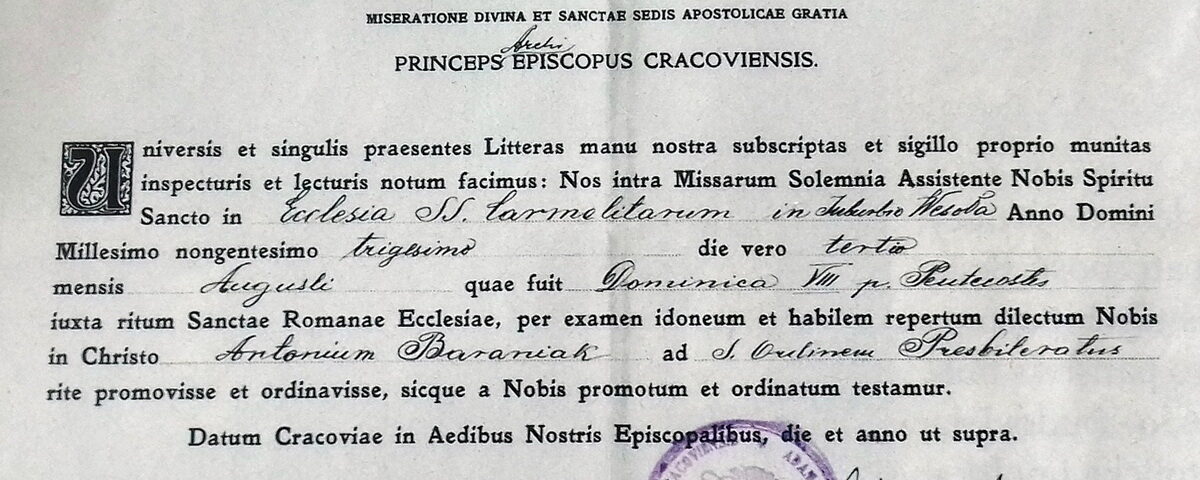 MISERATIONE DIVINA ET SANCTAE SEDIS APOSTOLICAE GRATIA
Archi
PRINCEPS EPISCOPUS CRACOVIENSIS.
Universis et singulis praesentes Litteras manu nostra subscriptas et sigillo proprio munitas
inspecturis et lecturis notum facimus: Nos intra Missarum Solemnia Assistente Nobis Spiritu
Sancto in Ecclesia SS. Carmelitarum in Suburbio Wesoła Anno Domini
Millesimo nongentesimo trigesimo die vero tertia
mensis Augusti quae fuit Dominica VIII p. Pentecostes
iuxta ritum Sanctae Romanae Ecclesiae, per examen idoneum et habilem repertum dilectum Nobis
in Christo Antonium Baraniak ad S. Ordinem Presbiteratus
rite promovisse et ordinavisse, sicque a Nobis promotum et ordinatum testamur.
Datum Cracoviae in Aedibus Nostris Episcopalibus, die et anno ut supra.
ADAM